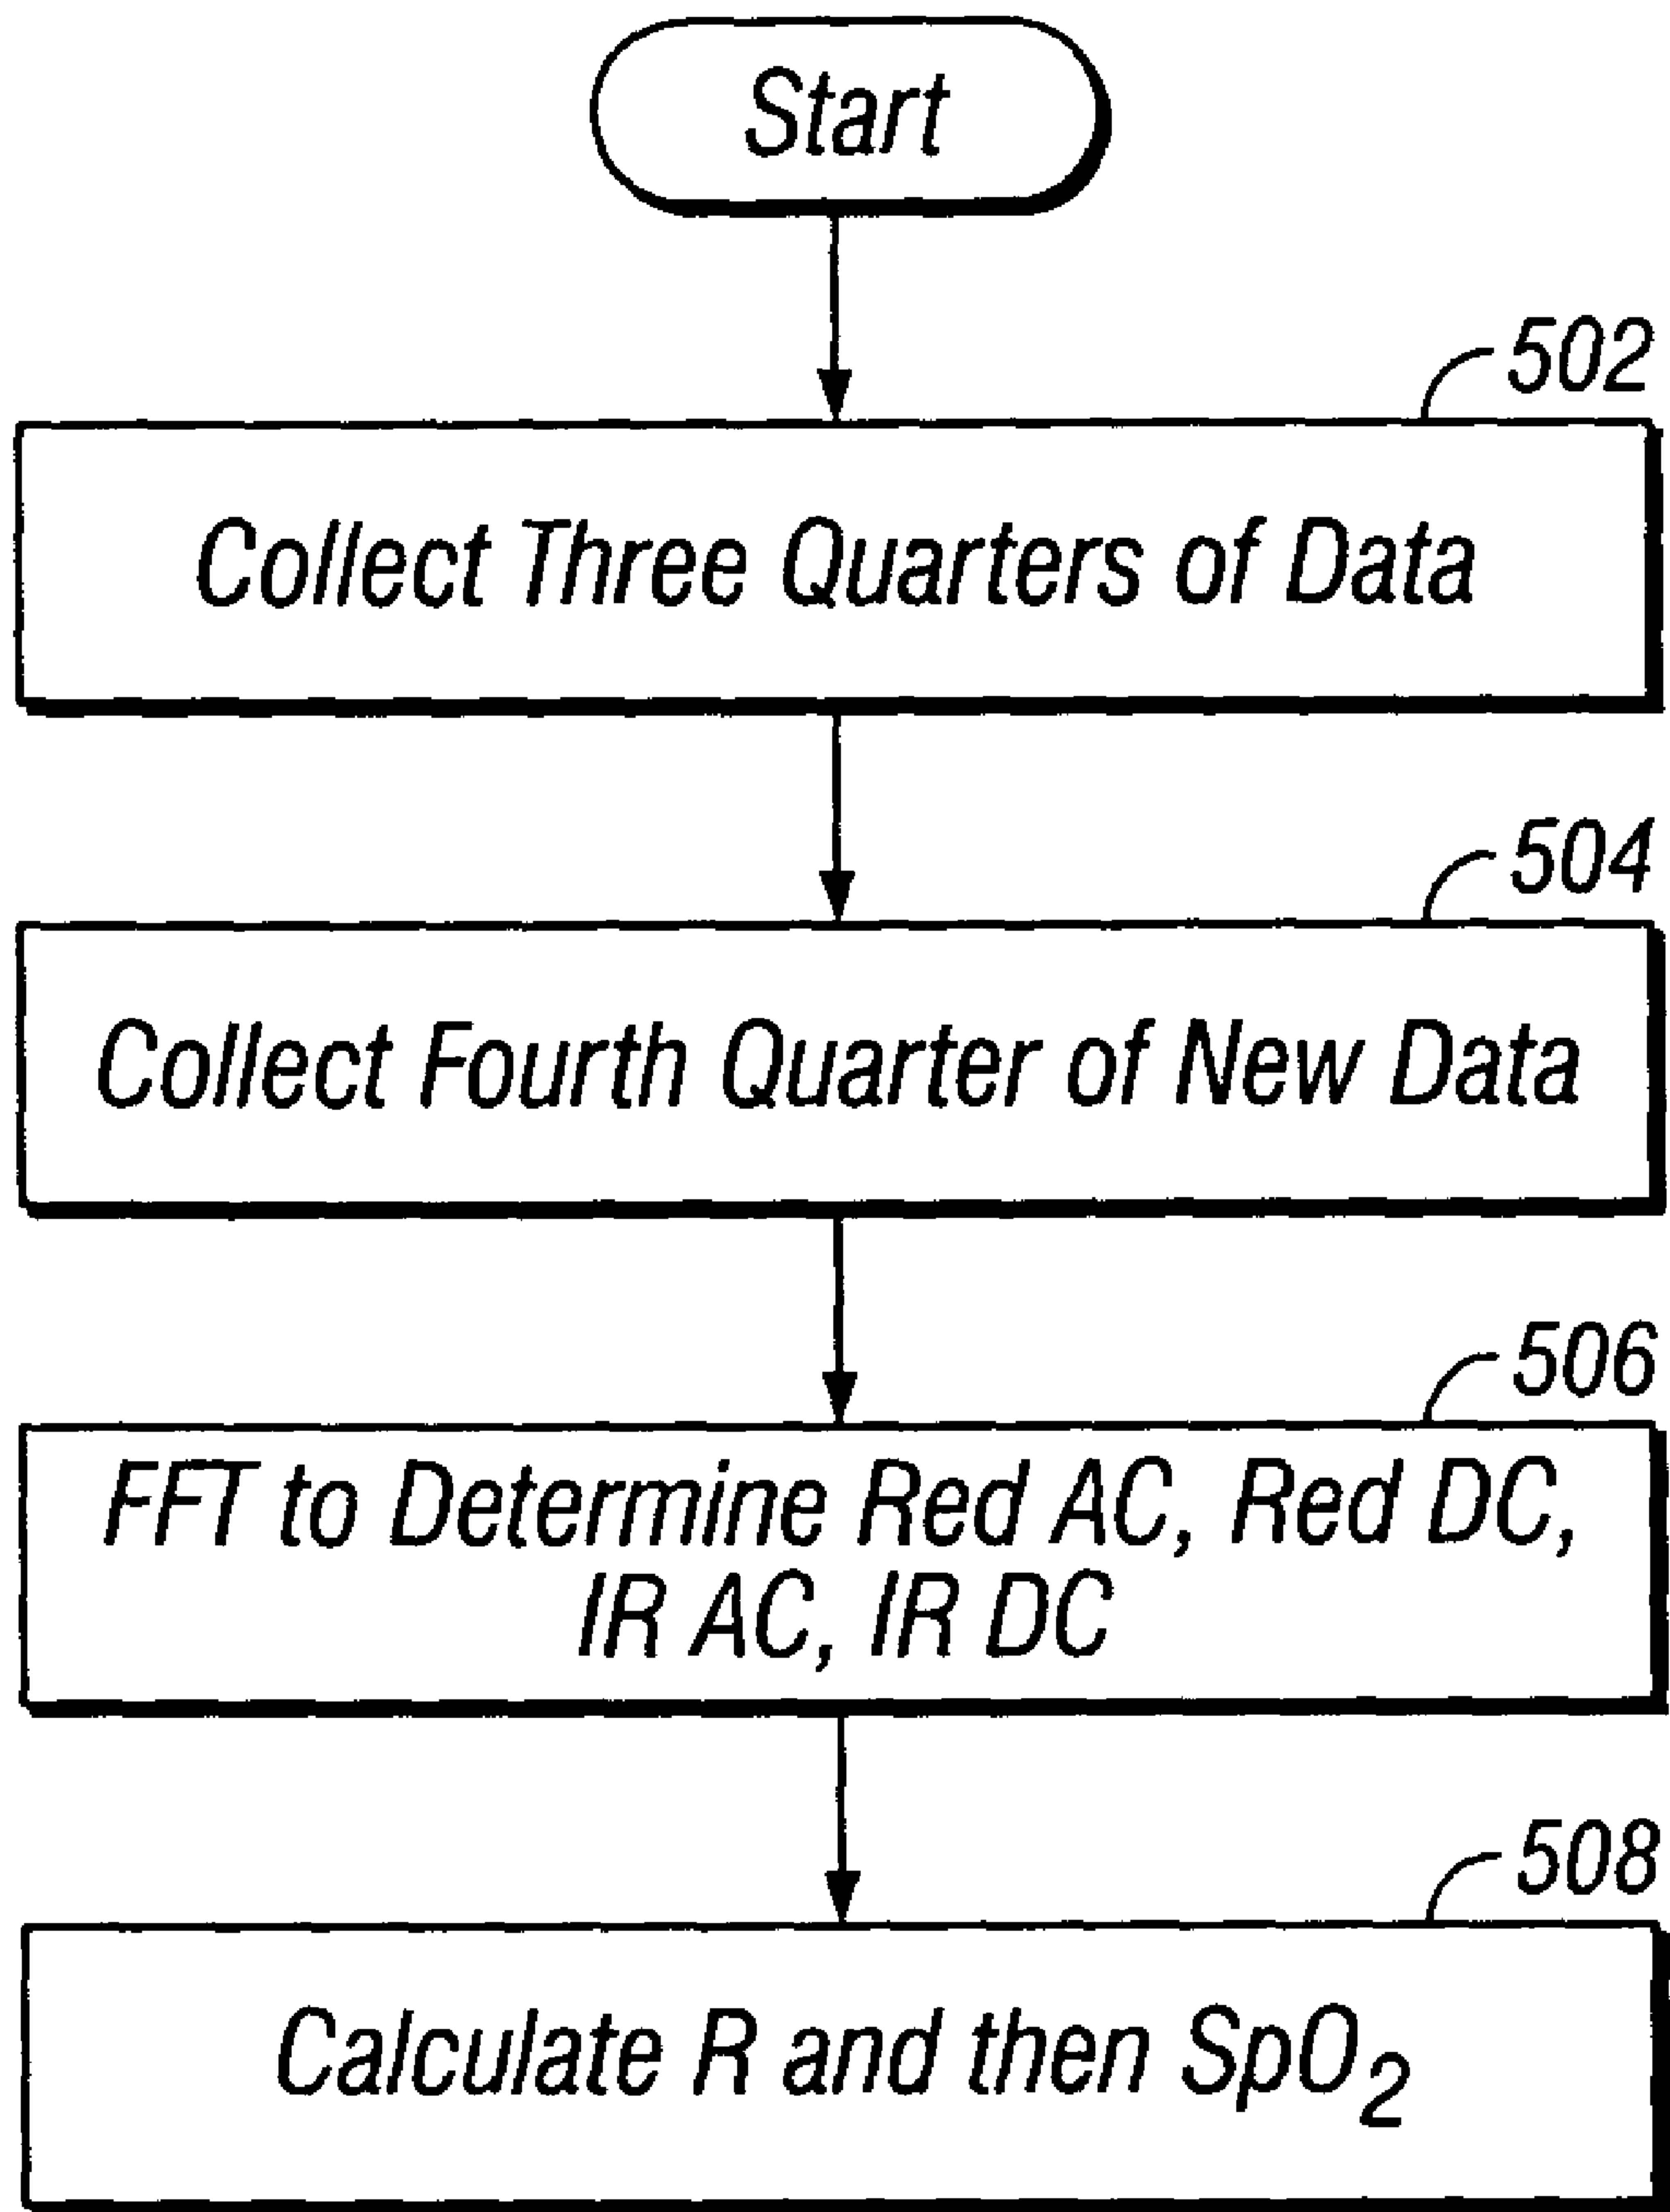 Start
502
Collect Three Quarters of Data
504
Collect Fourth Quarter of New Data
506
FFT to Determine Red AC, Red DC,
IR AC, IR DC
508
Calculate R and then SpO₂